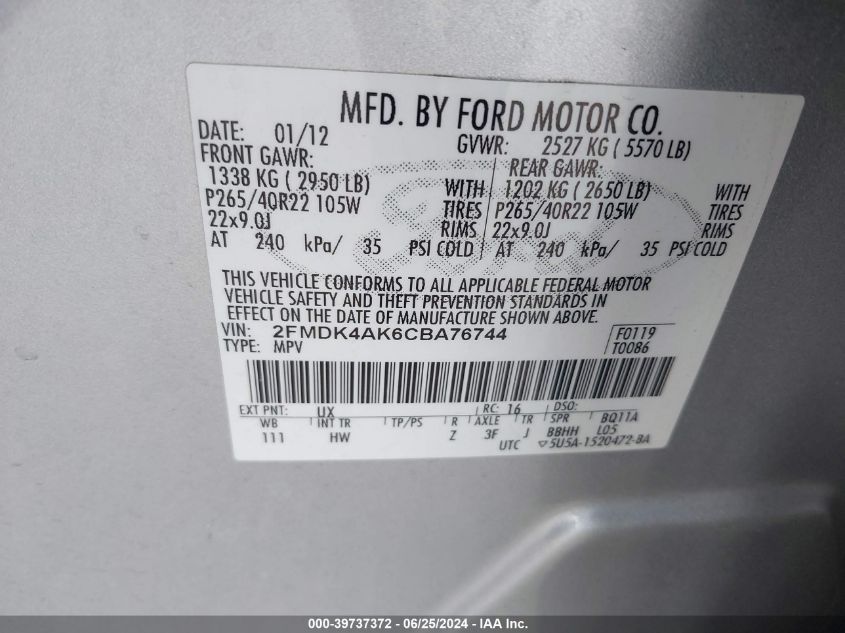 MFD. BY FORD MOTOR CO.
DATE: 01/12 GVWR: 2527 KG ( 5570 LB)
FRONT GAWR: REAR GAWR:
1338 KG ( 2950 LB) WITH 1202 KG ( 2650 LB) WITH
P265/40R22 105W TIRES P265/40R22 105W TIRES
22x9.0J RIMS 22x9.0J RIMS
AT 240 kPa/ 35 PSI COLD AT 240 kPa/ 35 PSI COLD
THIS VEHICLE CONFORMS TO ALL APPLICABLE FEDERAL MOTOR
VEHICLE SAFETY AND THEFT PREVENTION STANDARDS IN
EFFECT ON THE DATE OF MANUFACTURE SHOWN ABOVE.
VIN: 2FMDK4AK6CBA76744 F0119
TYPE: MPV T0086
EXT PNT: UX RC: 16 DSO:
WB INT TR TP/PS R AXLE TR SPR BQ11A
111 HW Z 3F J BBHH L05
UTC 5U5A-1520472-BA
000-39737372 - 06/25/2024 - IAA Inc.